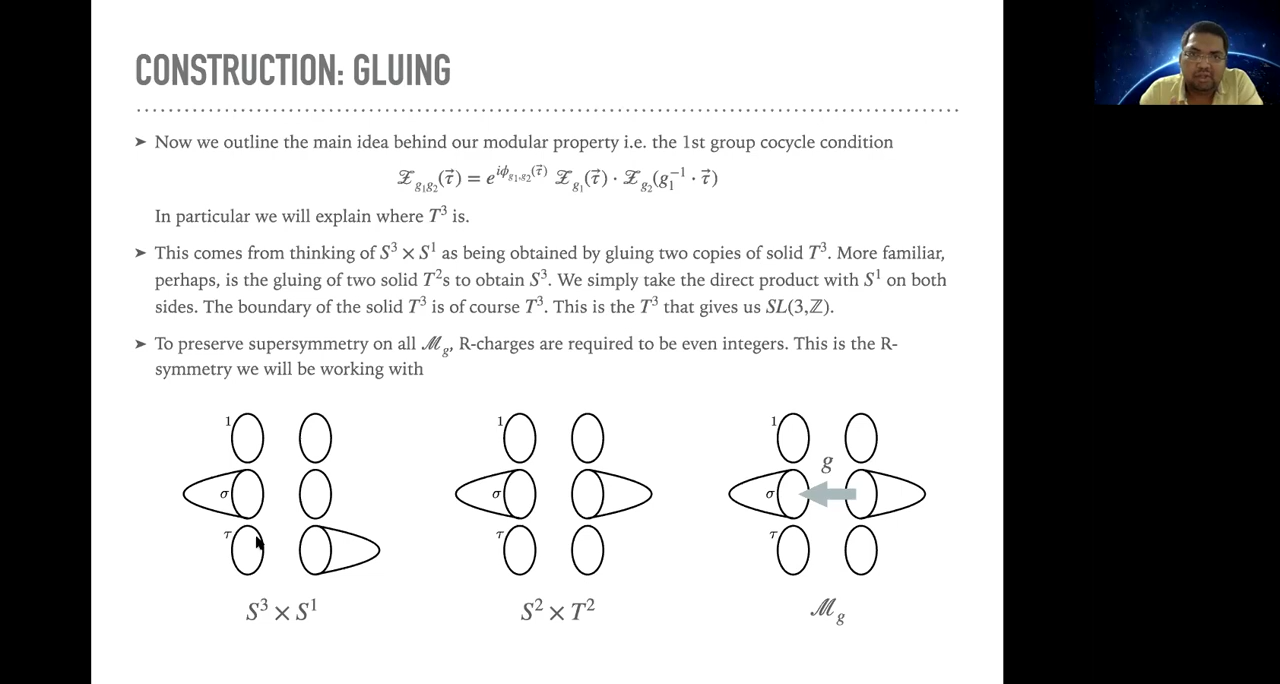 CONSTRUCTION: GLUING
➤ Now we outline the main idea behind our modular property i.e. the 1st group cocycle condition
𝒵_{g₁g₂}(τ⃗) = e^{iϕ_{g₁,g₂}(τ⃗)} 𝒵_{g₁}(τ⃗) · 𝒵_{g₂}(g₁⁻¹ · τ⃗)
In particular we will explain where T³ is.
➤ This comes from thinking of S³ × S¹ as being obtained by gluing two copies of solid T³. More familiar,
perhaps, is the gluing of two solid T²s to obtain S³. We simply take the direct product with S¹ on both
sides. The boundary of the solid T³ is of course T³. This is the T³ that gives us SL(3,ℤ).
➤ To preserve supersymmetry on all ℳ_g, R-charges are required to be even integers. This is the R-
symmetry we will be working with
1 1 1
g
σ σ σ
τ τ τ
S³ × S¹ S² × T² ℳ_g